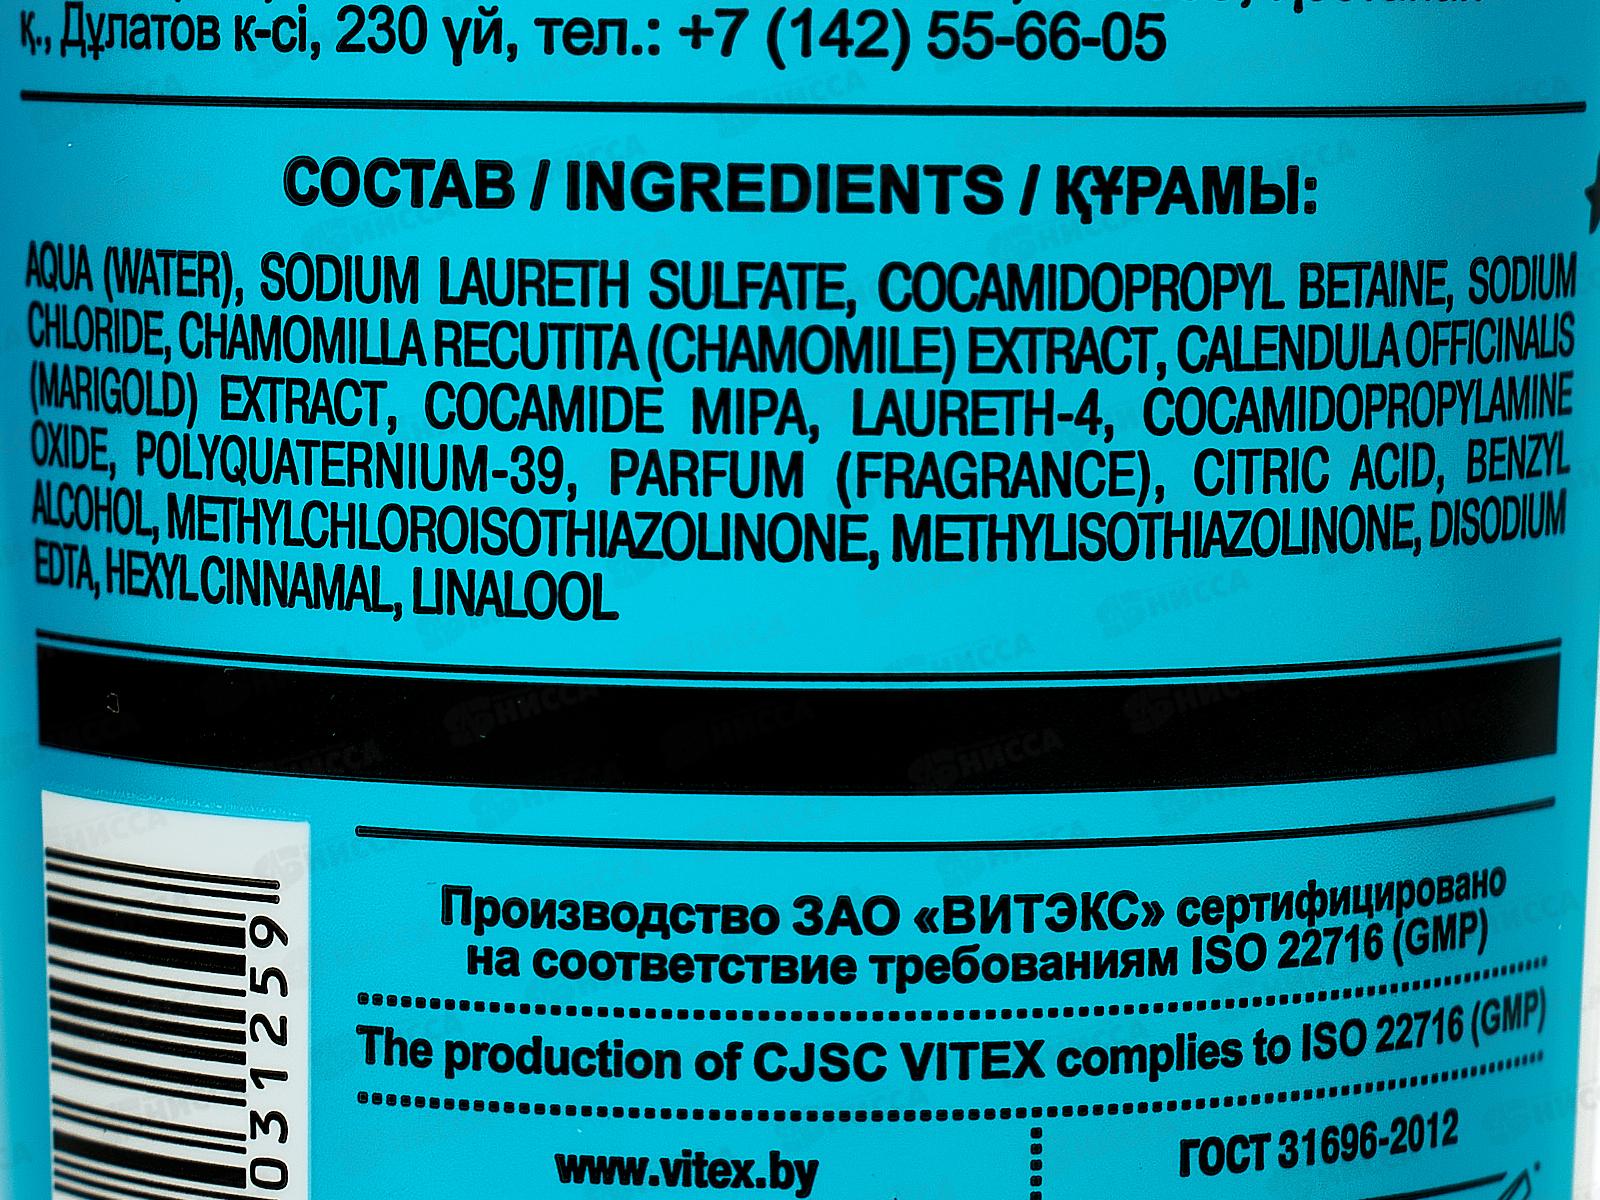 қ., Дұлатов к-сі, 230 үй, тел.: +7 (142) 55-66-05
СОСТАВ / INGREDIENTS / ҚҰРАМЫ:
AQUA (WATER), SODIUM LAURETH SULFATE, COCAMIDOPROPYL BETAINE, SODIUM
CHLORIDE, CHAMOMILLA RECUTITA (CHAMOMILE) EXTRACT, CALENDULA OFFICINALIS
(MARIGOLD) EXTRACT, COCAMIDE MIPA, LAURETH-4, COCAMIDOPROPYLAMINE
OXIDE, POLYQUATERNIUM-39, PARFUM (FRAGRANCE), CITRIC ACID, BENZYL
ALCOHOL, METHYLCHLOROISOTHIAZOLINONE, METHYLISOTHIAZOLINONE, DISODIUM
EDTA, HEXYL CINNAMAL, LINALOOL
Производство ЗАО «ВИТЭКС» сертифицировано
на соответствие требованиям ISO 22716 (GMP)
The production of CJSC VITEX complies to ISO 22716 (GMP)
www.vitex.by
ГОСТ 31696-2012
031259